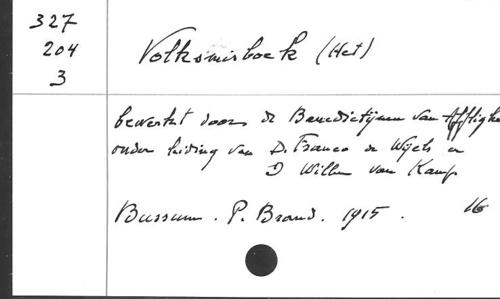 327
204
3
Volksmisboek (Het)
bewerkt door de Benedictijnen van Afflighe
onder leiding van D. Franco de Wyels en
D Willem van Kamp
Bussum. P. Brand. 1915. 16